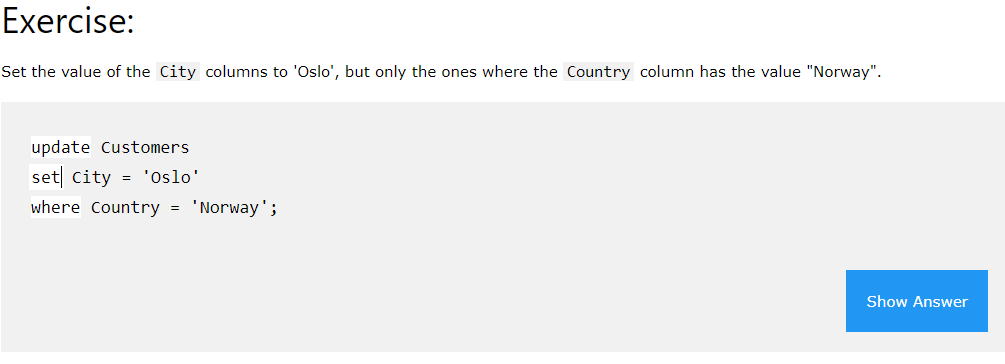 Exercise:
Set the value of the City columns to 'Oslo', but only the ones where the Country column has the value "Norway".
update Customers
set City = 'Oslo'
where Country = 'Norway';
Show Answer